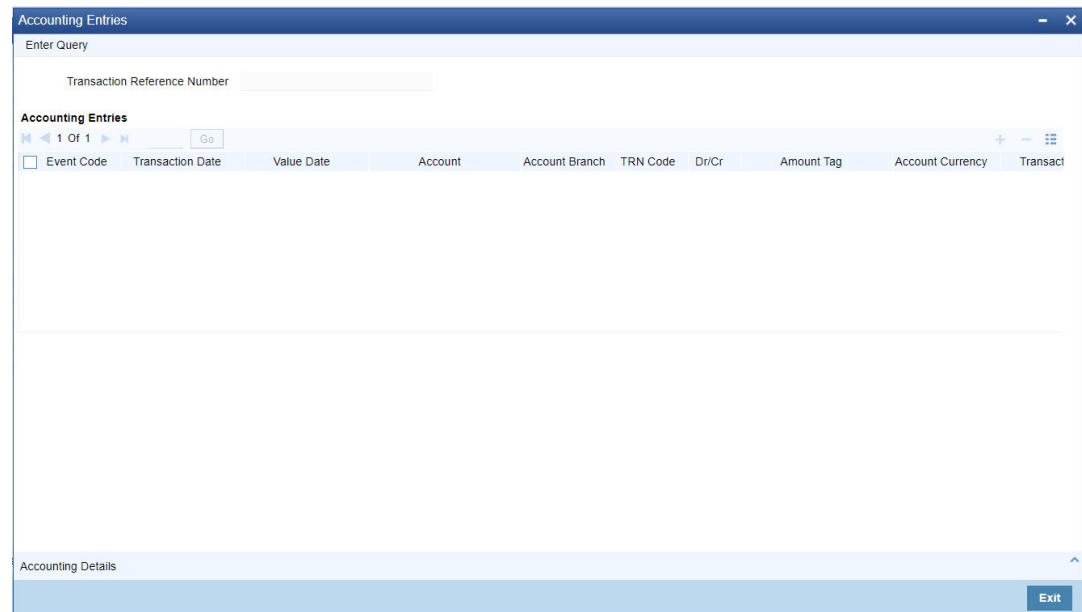 Accounting Entries
Enter Query
Transaction Reference Number
Accounting Entries
1 Of 1 Go
Event Code Transaction Date Value Date Account Account Branch TRN Code Dr/Cr Amount Tag Account Currency Transact
Accounting Details
Exit